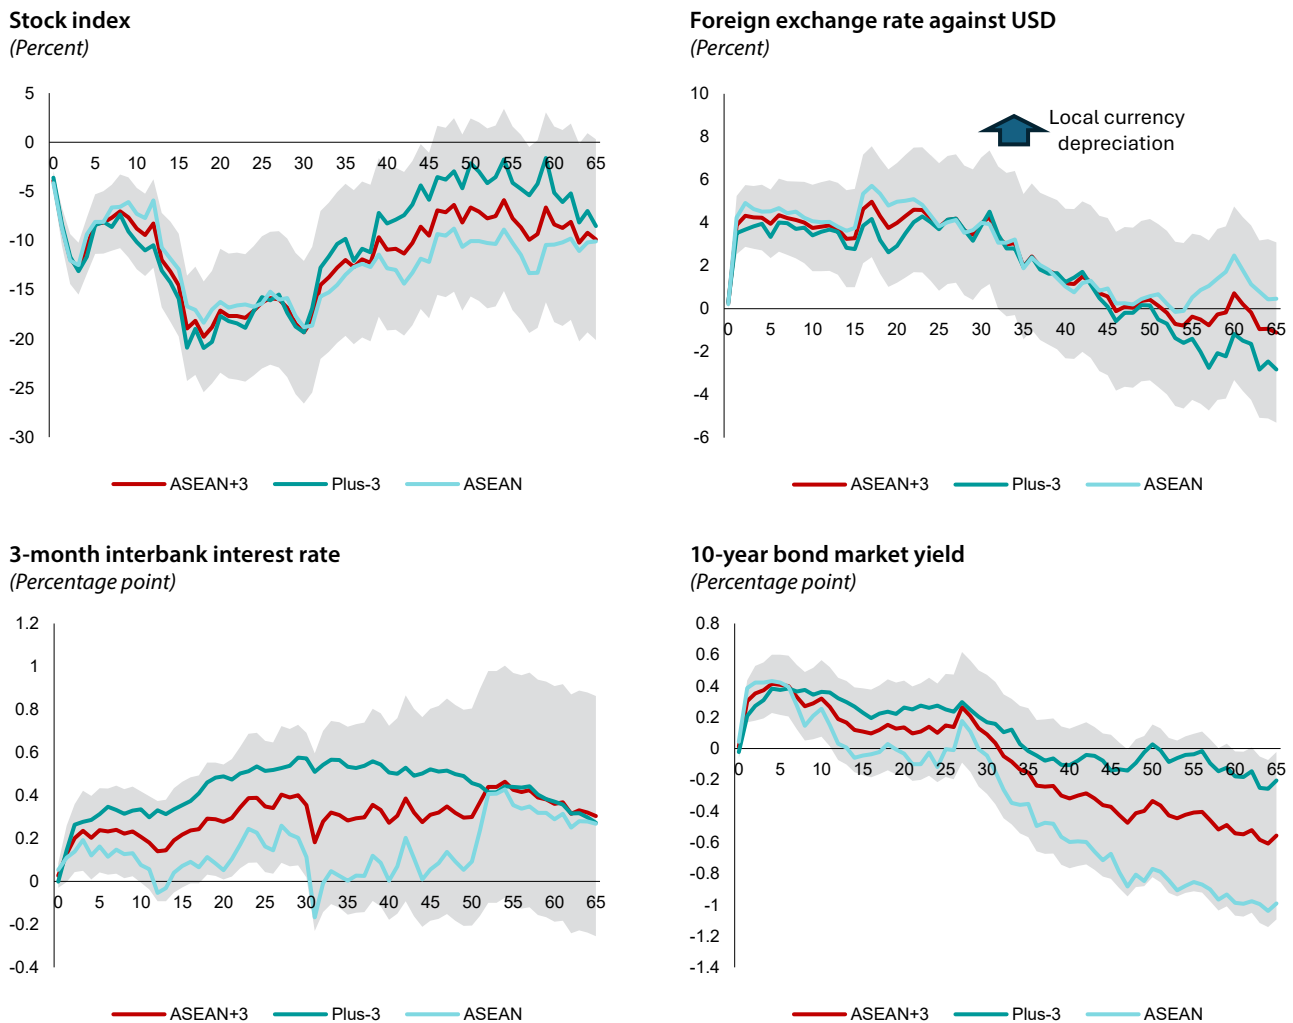 Stock index
(Percent)
5
0
-5
-10
-15
-20
-25
-30
0 5 10 15 20 25 30 35 40 45 50 55 60 65
ASEAN+3 Plus-3 ASEAN
Foreign exchange rate against USD
(Percent)
10
8
6
4
2
0
-2
-4
-6
Local currency
depreciation
0 5 10 15 20 25 30 35 40 45 50 55 60 65
ASEAN+3 Plus-3 ASEAN
3-month interbank interest rate
(Percentage point)
1.2
1
0.8
0.6
0.4
0.2
0
-0.2
-0.4
0 5 10 15 20 25 30 35 40 45 50 55 60 65
ASEAN+3 Plus-3 ASEAN
10-year bond market yield
(Percentage point)
0.8
0.6
0.4
0.2
0
-0.2
-0.4
-0.6
-0.8
-1
-1.2
-1.4
0 5 10 15 20 25 30 35 40 45 50 55 60 65
ASEAN+3 Plus-3 ASEAN